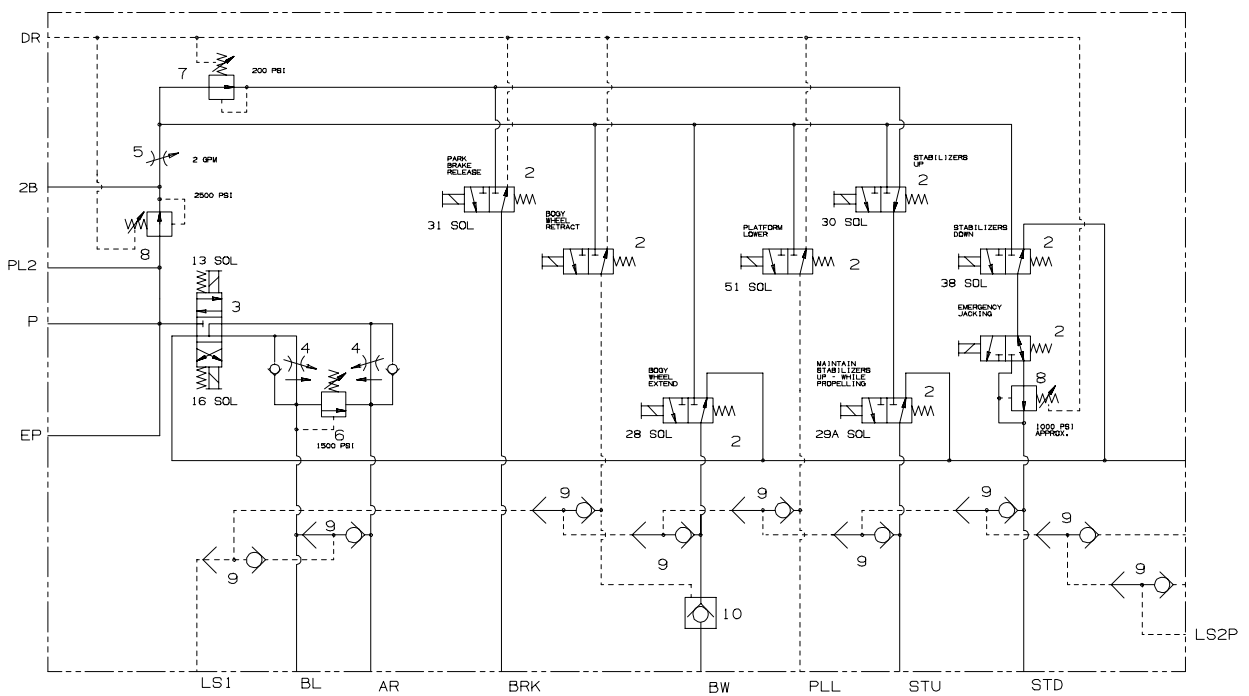 DR
7
200 PSI
5
2 GPM
2B
2500 PSI
8
PL2
13 SOL
3
P
4
4
16 SOL
6
1500 PSI
EP
PARK
BRAKE
RELEASE
2
31 SOL
BODY
WHEEL
RETRACT
2
PLATFORM
LOWER
2
51 SOL
STABILIZERS
UP
2
30 SOL
STABILIZERS
DOWN
2
38 SOL
EMERGENCY
JACKING
2
8
1000 PSI
APPROX.
BODY
WHEEL
EXTEND
28 SOL
2
MAINTAIN
STABILIZERS
UP - WHILE
PROPELLING
2
29A SOL
9
9
9
9
9
9
9
9
9
10
LS2P
LS1
BL
AR
BRK
BW
PLL
STU
STD